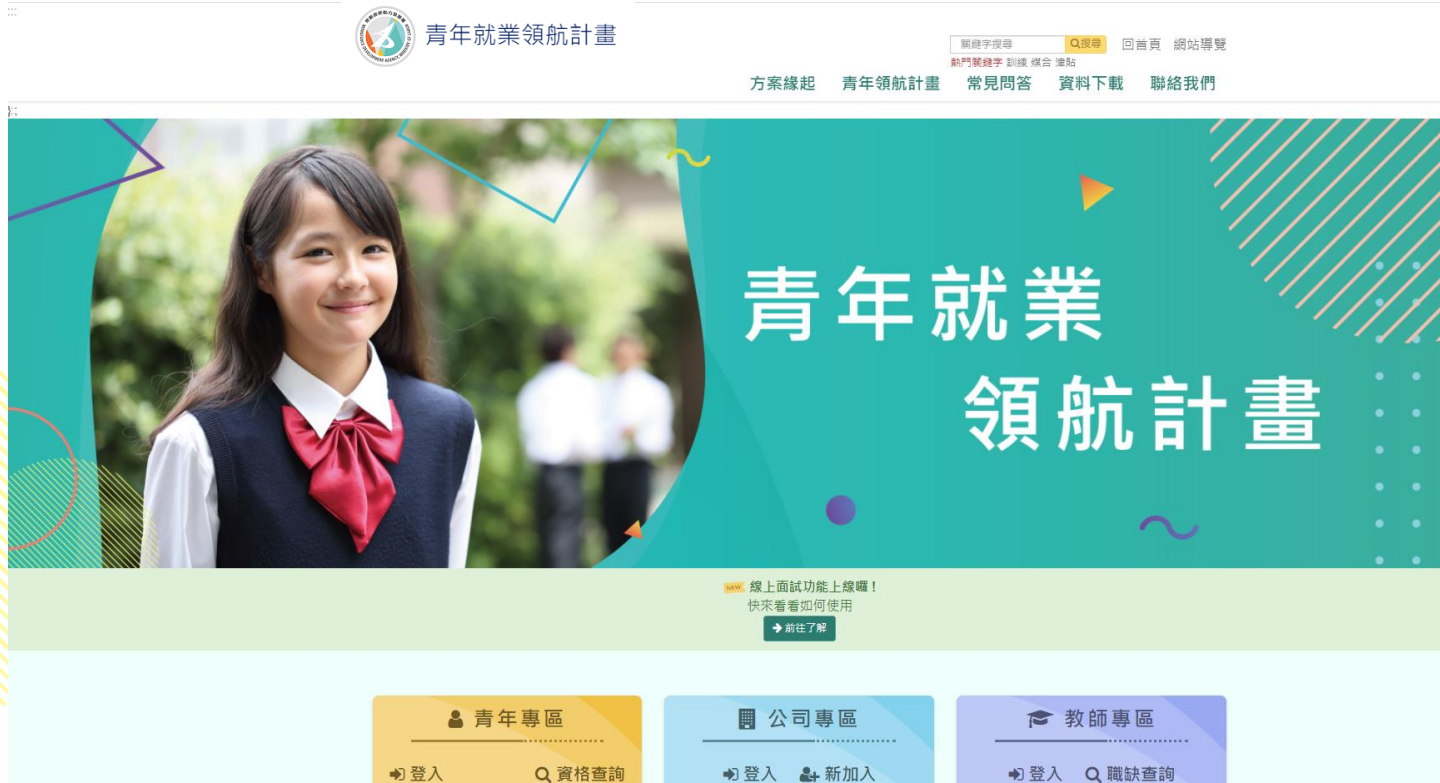 青年就業領航計畫
關鍵字搜尋 搜尋 回首頁 網站導覽
熱門關鍵字 訓練 媒合 津貼
方案緣起 青年領航計畫 常見問答 資料下載 聯絡我們
:::
青年就業
領航計畫
NEW 線上面試功能上線囉！
快來看看如何使用
前往了解
青年專區 公司專區 教師專區
登入 資格查詢 登入 新加入 登入 職缺查詢